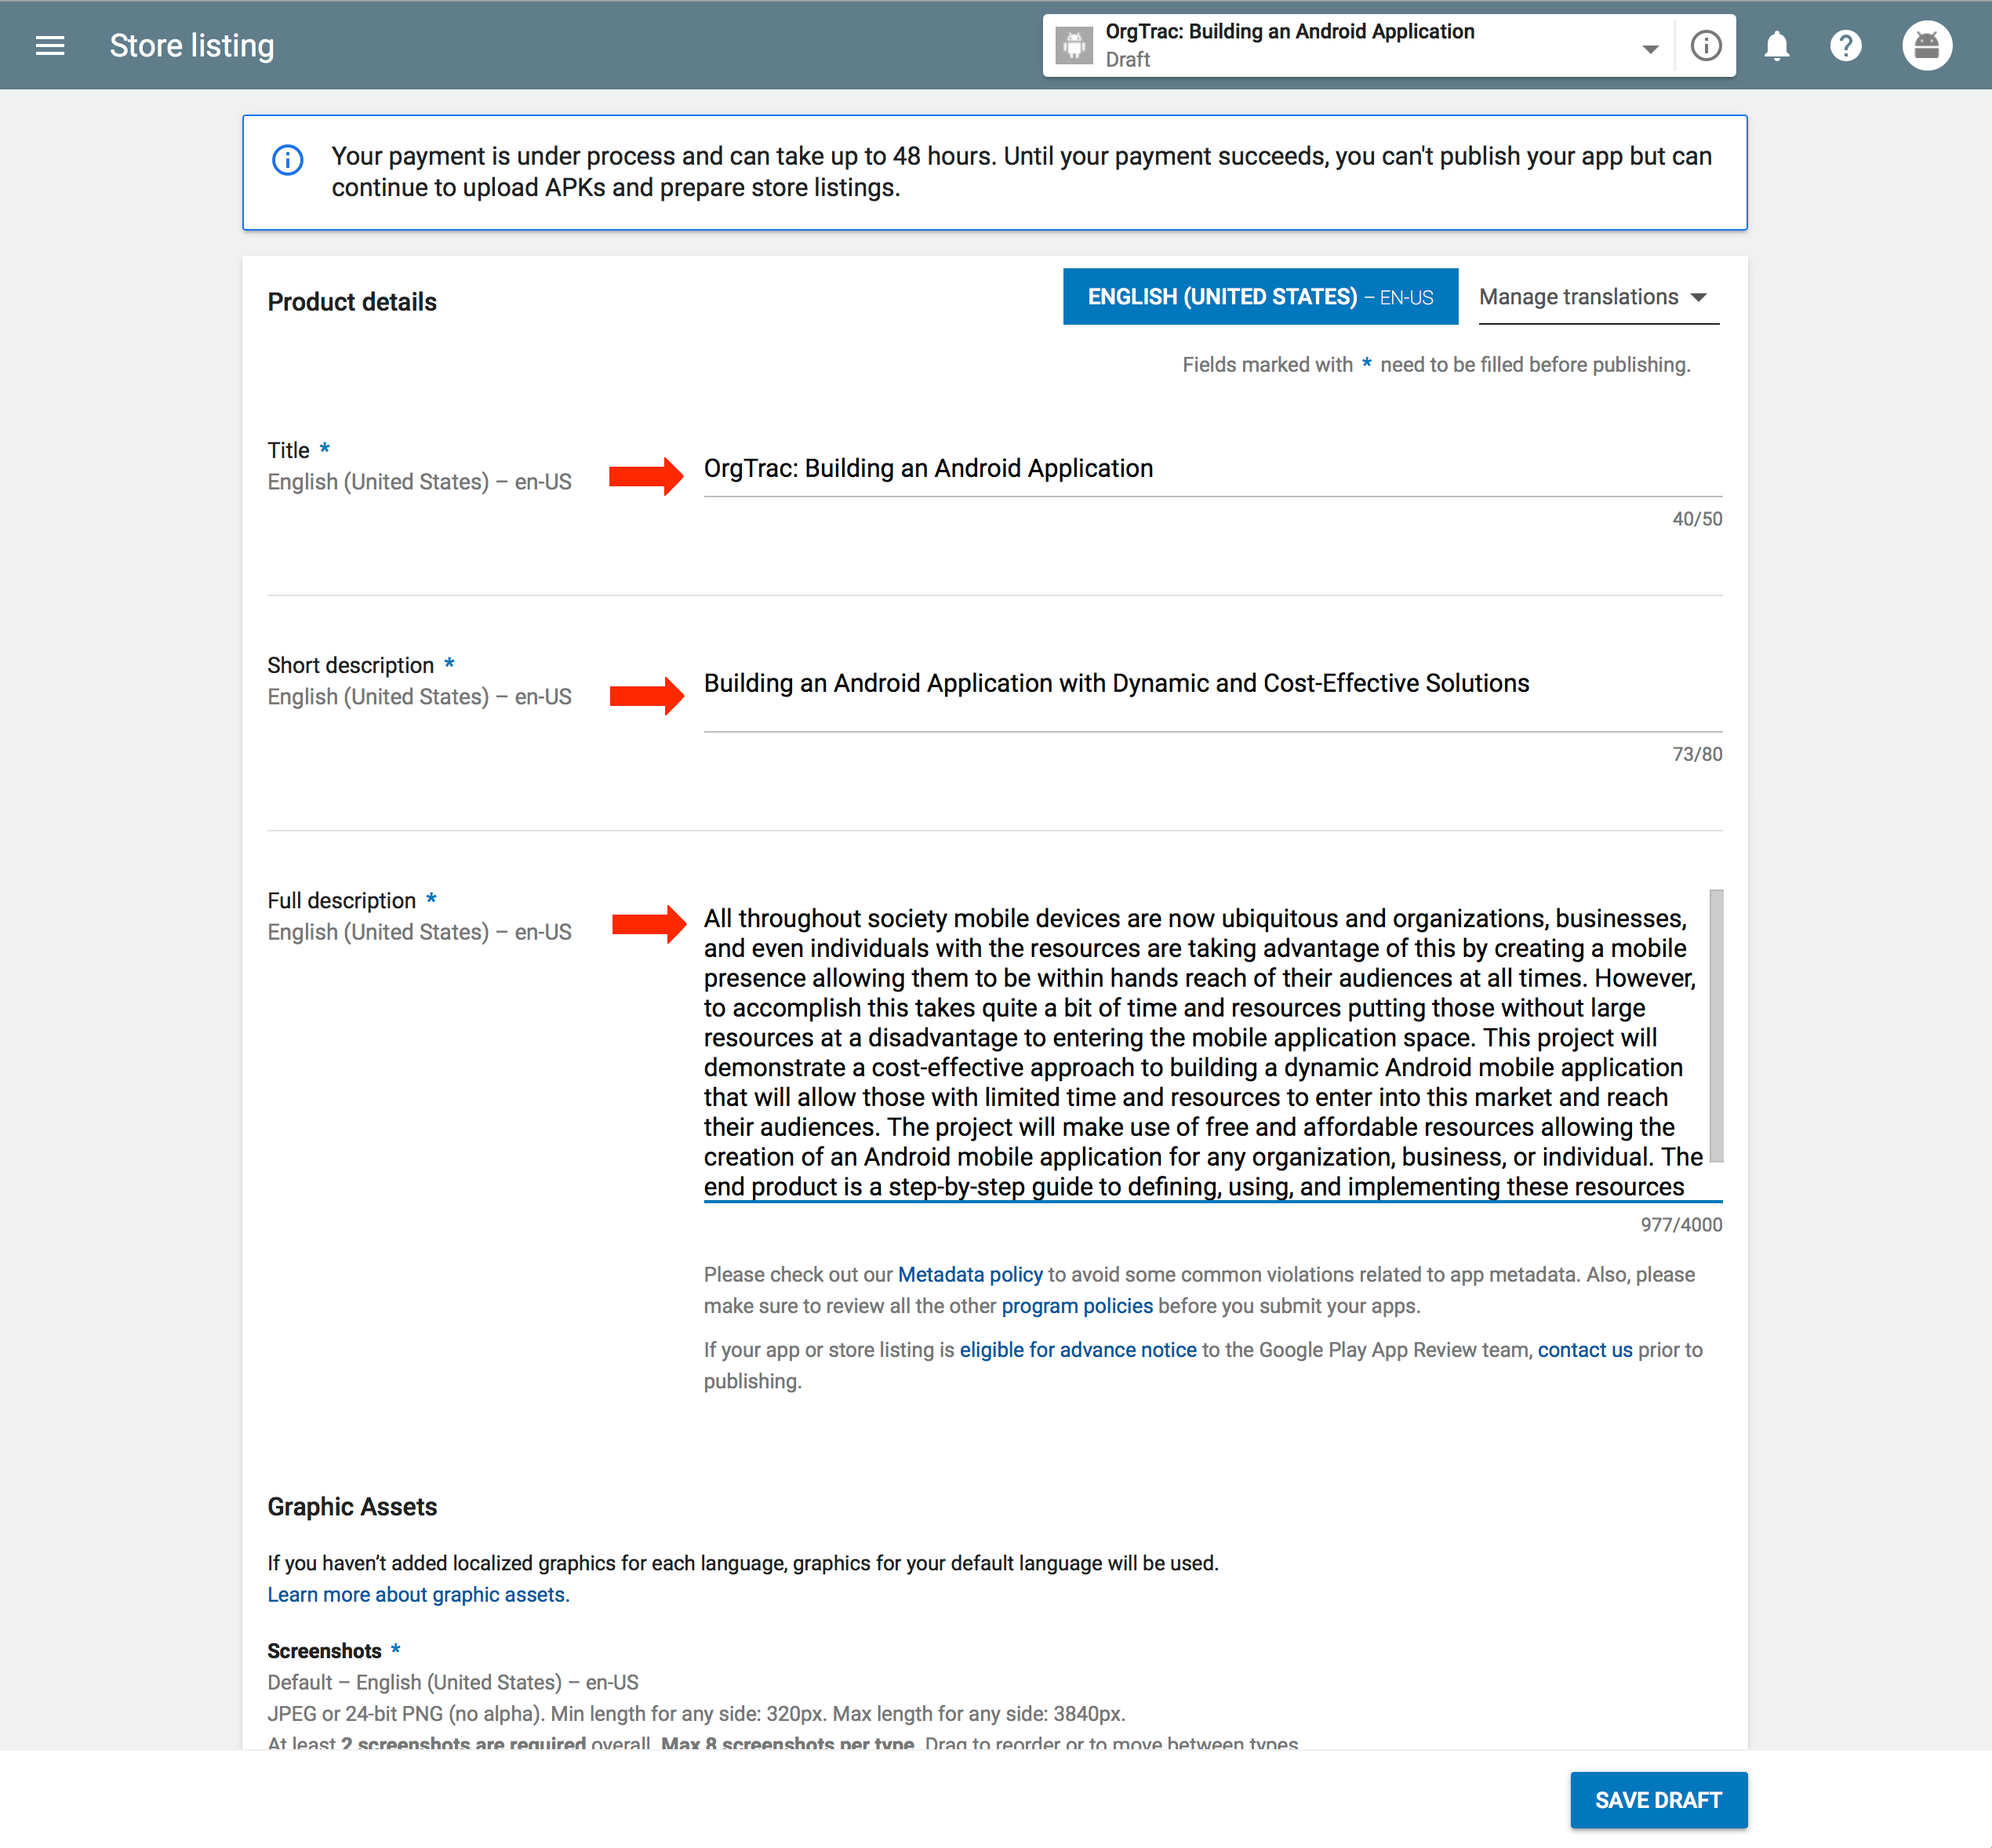 Store listing
OrgTrac: Building an Android Application
Draft
Your payment is under process and can take up to 48 hours. Until your payment succeeds, you can't publish your app but can
continue to upload APKs and prepare store listings.
Product details
ENGLISH (UNITED STATES) – EN-US
Manage translations
Fields marked with * need to be filled before publishing.
Title *
English (United States) – en-US
OrgTrac: Building an Android Application
40/50
Short description *
English (United States) – en-US
Building an Android Application with Dynamic and Cost-Effective Solutions
73/80
Full description *
English (United States) – en-US
All throughout society mobile devices are now ubiquitous and organizations, businesses,
and even individuals with the resources are taking advantage of this by creating a mobile
presence allowing them to be within hands reach of their audiences at all times. However,
to accomplish this takes quite a bit of time and resources putting those without large
resources at a disadvantage to entering the mobile application space. This project will
demonstrate a cost-effective approach to building a dynamic Android mobile application
that will allow those with limited time and resources to enter into this market and reach
their audiences. The project will make use of free and affordable resources allowing the
creation of an Android mobile application for any organization, business, or individual. The
end product is a step-by-step guide to defining, using, and implementing these resources
977/4000
Please check out our Metadata policy to avoid some common violations related to app metadata. Also, please
make sure to review all the other program policies before you submit your apps.
If your app or store listing is eligible for advance notice to the Google Play App Review team, contact us prior to
publishing.
Graphic Assets
If you haven’t added localized graphics for each language, graphics for your default language will be used.
Learn more about graphic assets.
Screenshots *
Default – English (United States) – en-US
JPEG or 24-bit PNG (no alpha). Min length for any side: 320px. Max length for any side: 3840px.
At least 2 screenshots are required overall. Max 8 screenshots per type. Drag to reorder or to move between types.
SAVE DRAFT